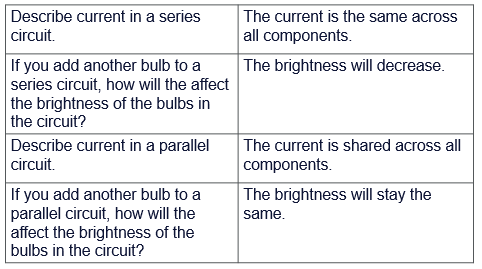 Describe current in a series
circuit.
The current is the same across
all components.
If you add another bulb to a
series circuit, how will the affect
the brightness of the bulbs in
the circuit?
The brightness will decrease.
Describe current in a parallel
circuit.
The current is shared across all
components.
If you add another bulb to a
parallel circuit, how will the
affect the brightness of the
bulbs in the circuit?
The brightness will stay the
same.